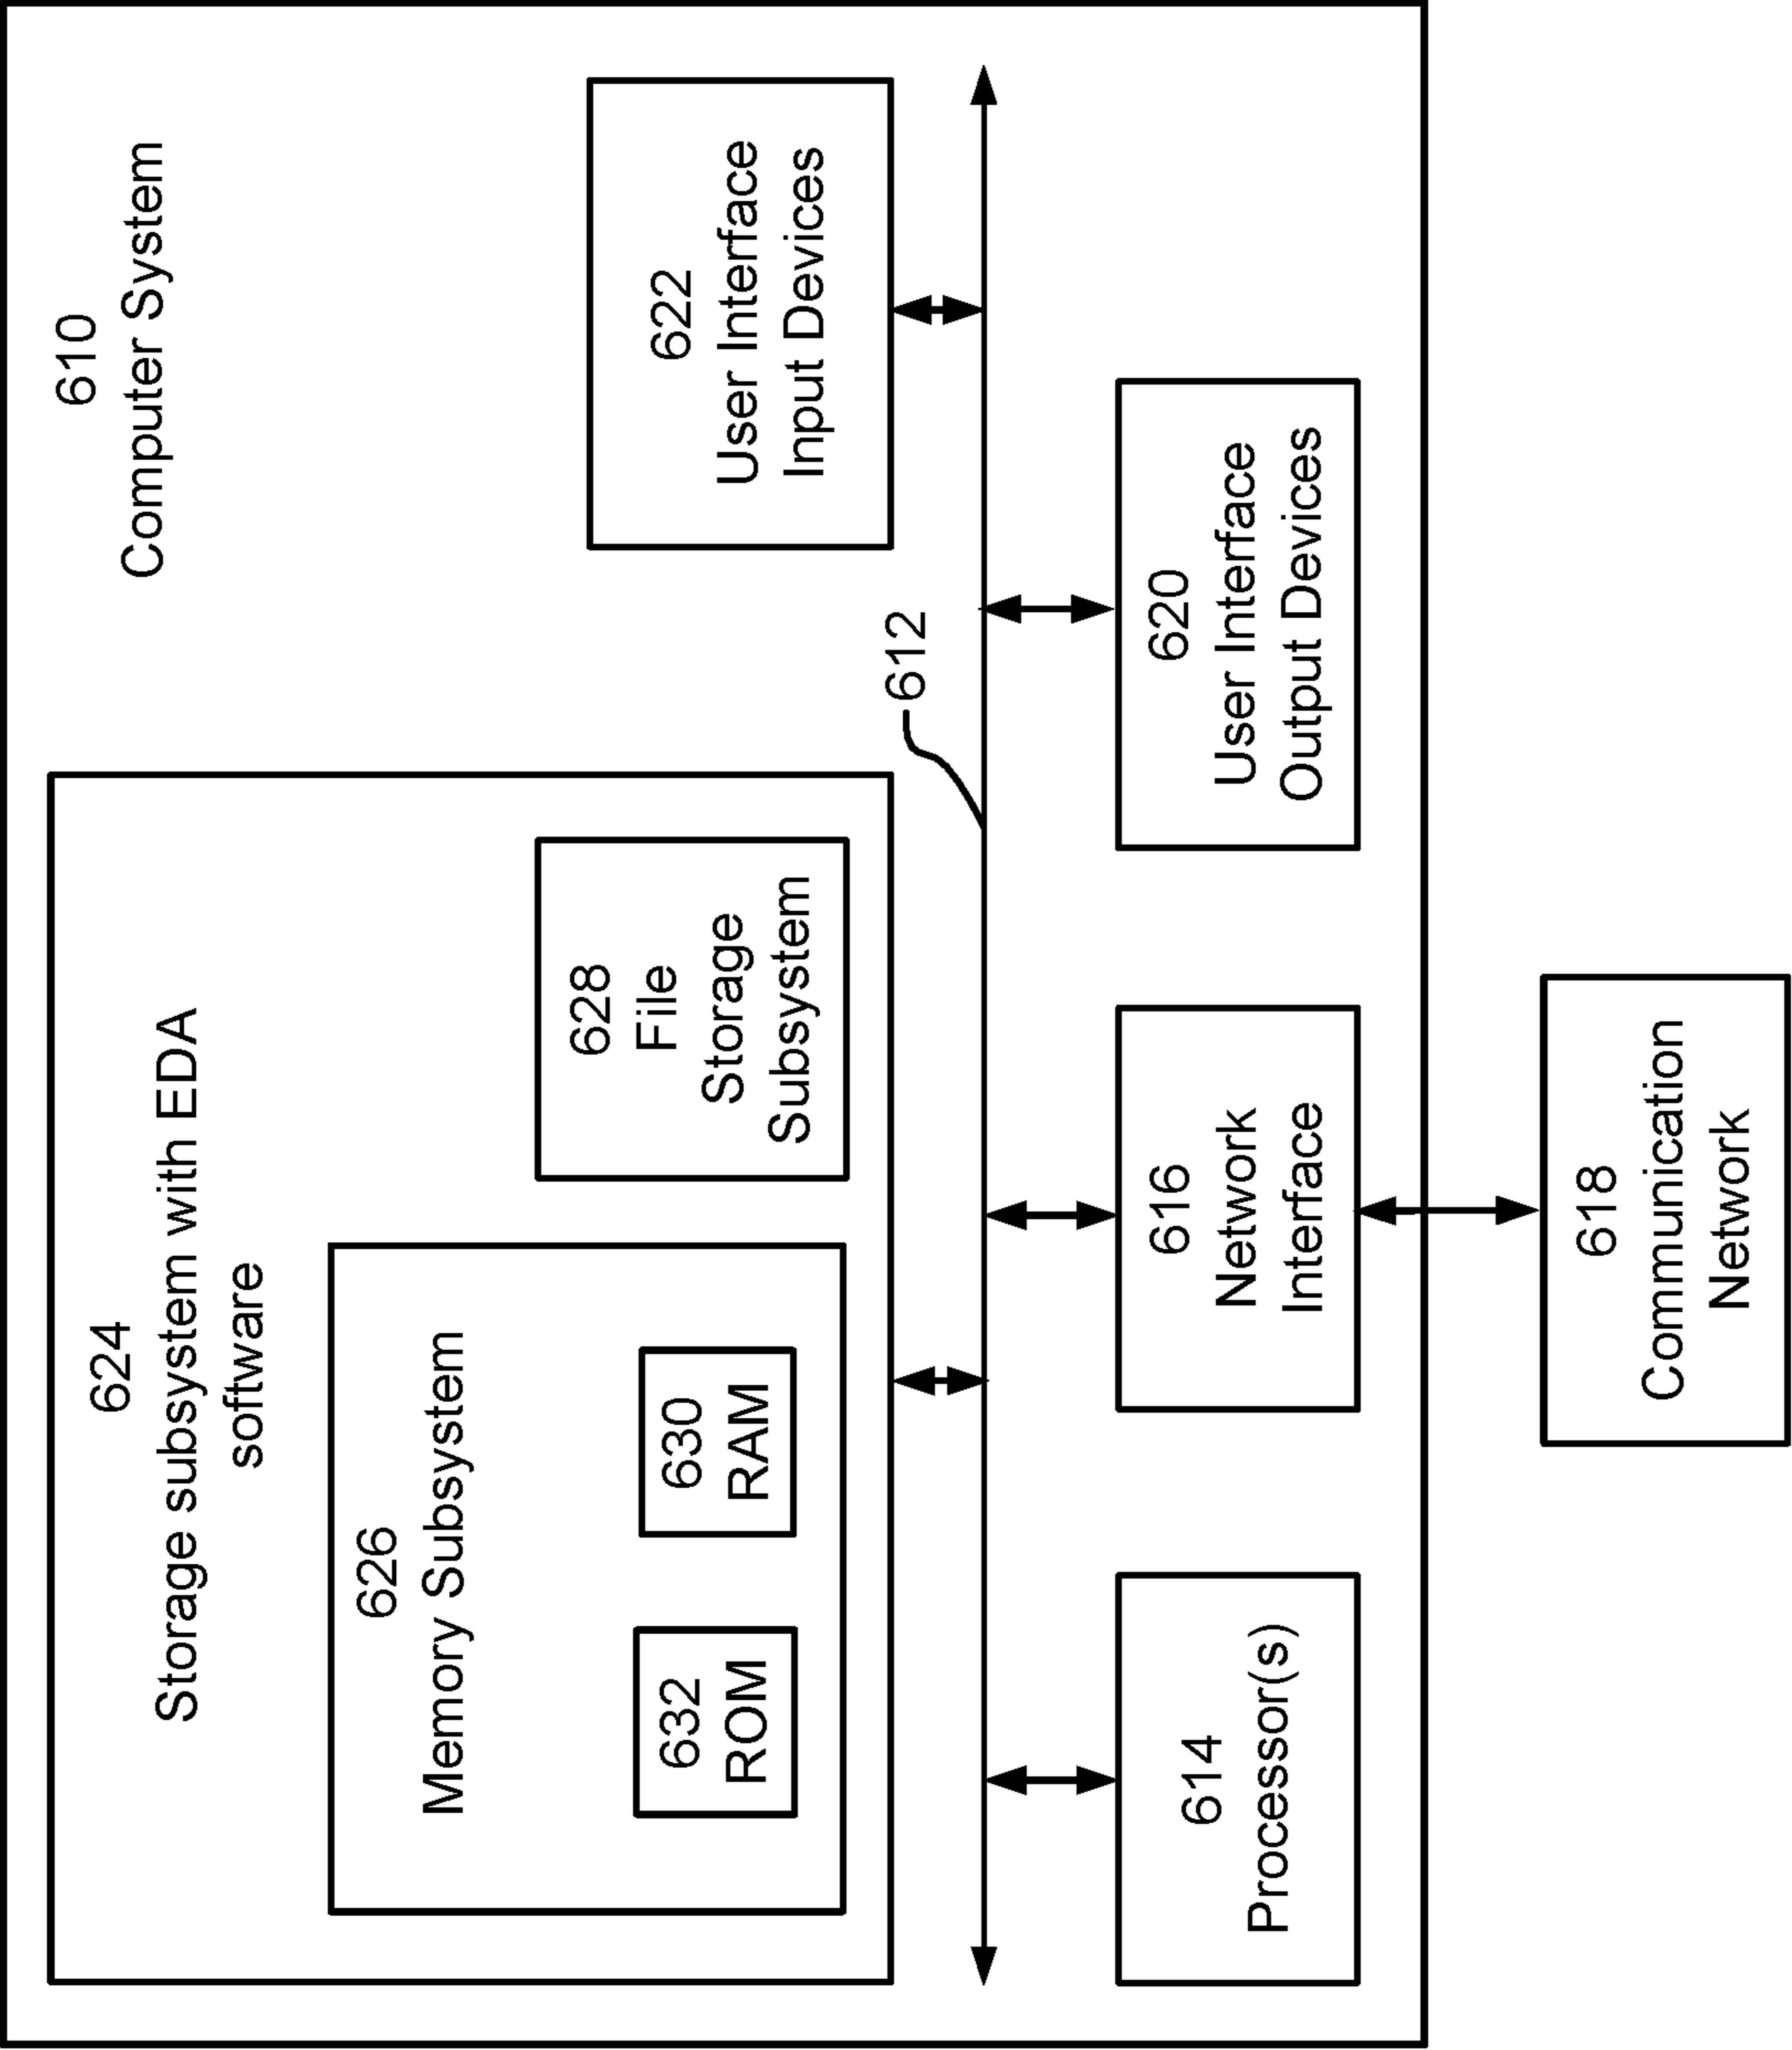 610
Computer System
624
Storage subsystem with EDA
software
626
Memory Subsystem
632
ROM
630
RAM
628
File
Storage
Subsystem
622
User Interface
Input Devices
612
614
Processor(s)
616
Network
Interface
620
User Interface
Output Devices
618
Communication
Network